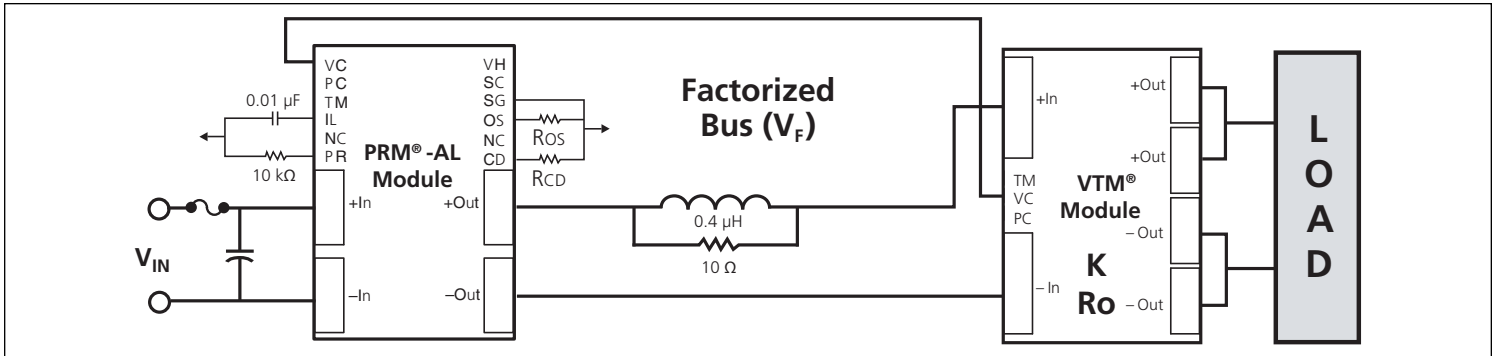 VC
PC
TM
IL
NC
PR
0.01 µF
10 kΩ
PRM® -AL
Module
VH
SC
SG
OS
NC
CD
ROS
RCD
+In
–In
+Out
–Out
VIN
Factorized
Bus (VF)
0.4 µH
10 Ω
+In
– In
TM
VC
PC
VTM®
Module
K
Ro
+Out
+Out
– Out
– Out
L
O
A
D